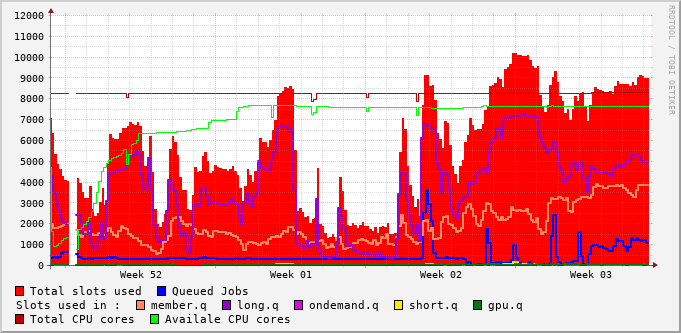 12000
11000
10000
9000
8000
7000
6000
5000
4000
3000
2000
1000
0
Week 52 Week 01 Week 02 Week 03
Total slots used Queued Jobs
Slots used in : member.q long.q ondemand.q short.q gpu.q
Total CPU cores Availale CPU cores
RRDTOOL / TOBI OETIKER